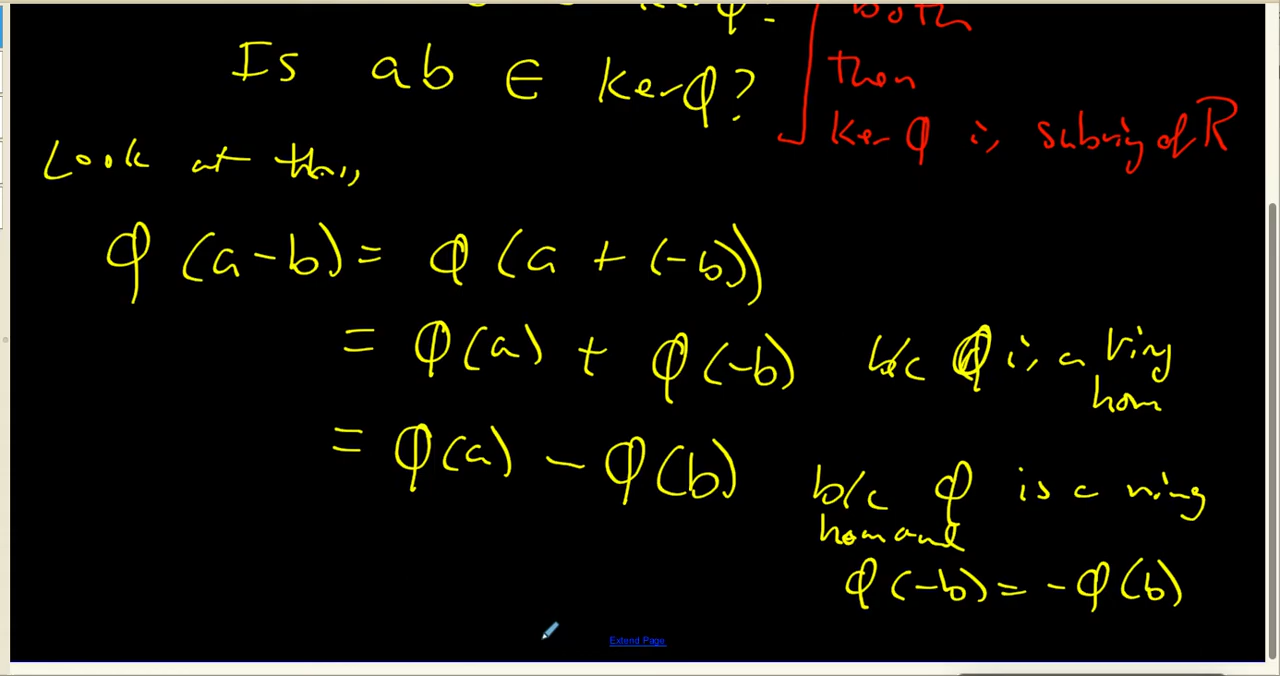 ker φ?
both
Is ab ∈ ker φ?
then
ker φ is subring of R
Look at this,
φ (a - b) = φ (a + (-b))
= φ(a) + φ(-b) b/c φ is a ring
hom
= φ(a) - φ(b) b/c φ is a ring
hom and
φ(-b) = -φ(b)
Extend Page